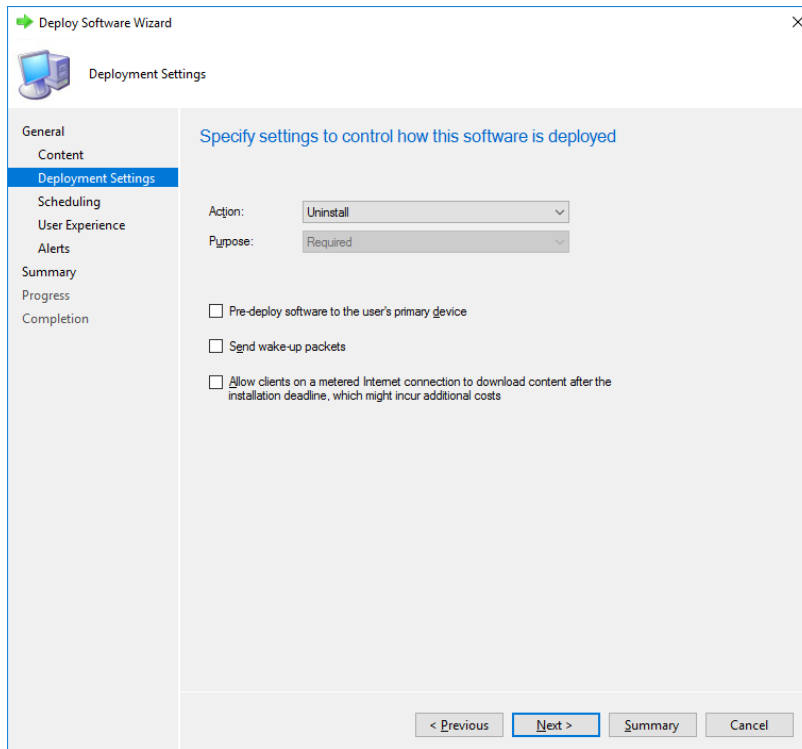 Deploy Software Wizard
Deployment Settings
General
Content
Deployment Settings
Scheduling
User Experience
Alerts
Summary
Progress
Completion
Specify settings to control how this software is deployed
Action: Uninstall
Purpose: Required
Pre-deploy software to the user's primary device
Send wake-up packets
Allow clients on a metered Internet connection to download content after the
installation deadline, which might incur additional costs
< Previous Next > Summary Cancel